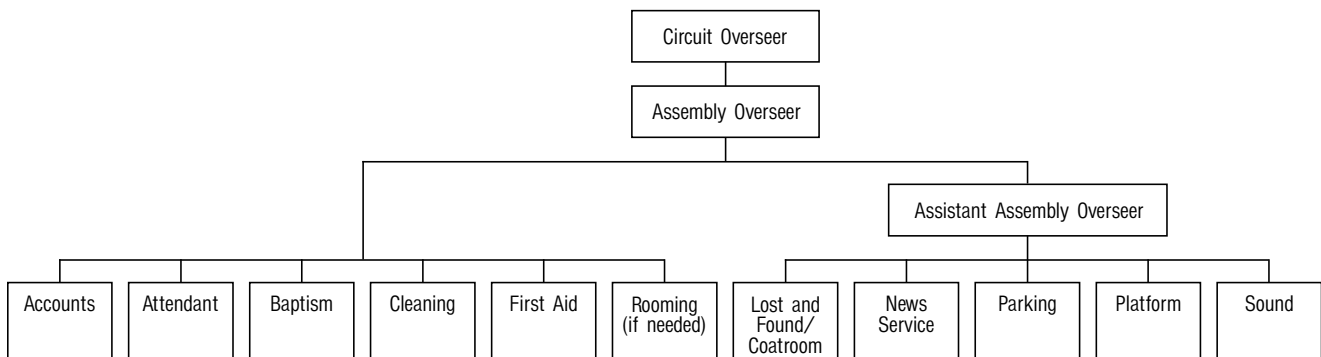 Circuit Overseer
Assembly Overseer
Assistant Assembly Overseer
Accounts
Attendant
Baptism
Cleaning
First Aid
Rooming
(if needed)
Lost and
Found/
Coatroom
News
Service
Parking
Platform
Sound